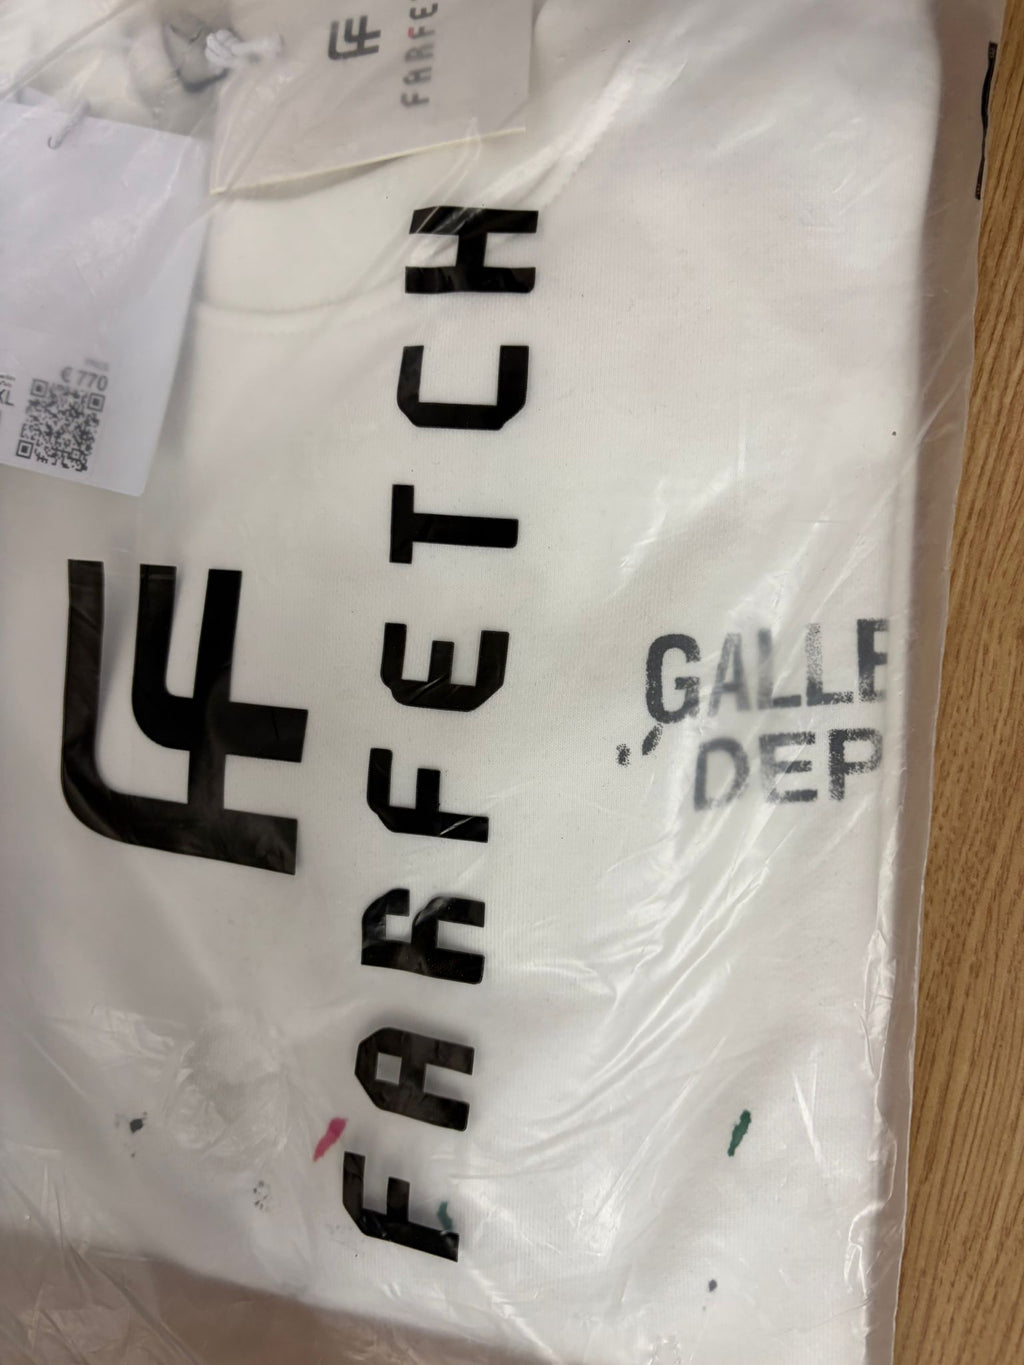 FARFE
€ 770
XL
FARFETCH
GALLE
DEP